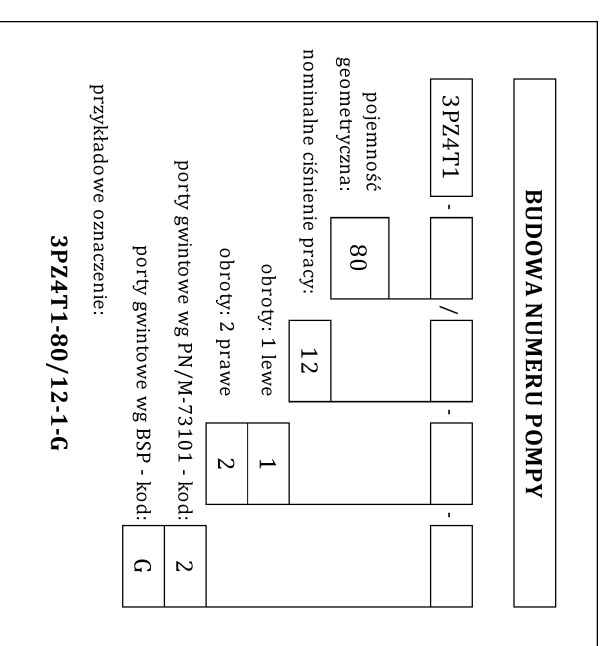 BUDOWA NUMERU POMPY
3PZ4T1 - / - -
pojemność
geometryczna: 80
nominalne ciśnienie pracy: 12
obroty: 1 lewe 1
obroty: 2 prawe 2
porty gwintowe wg PN/M-73101 - kod: 2
porty gwintowe wg BSP - kod: G
przykładowe oznaczenie:
3PZ4T1-80/12-1-G